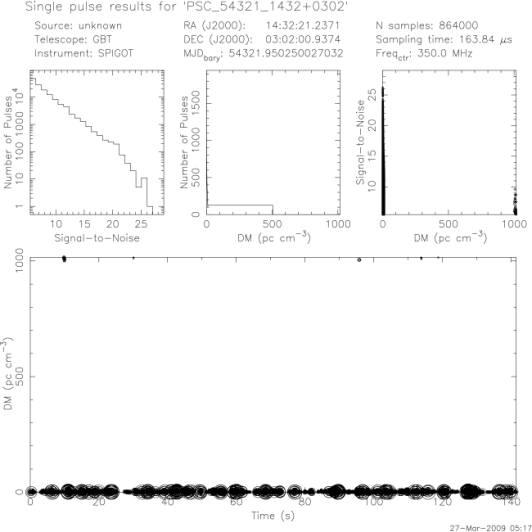 Single pulse results for 'PSC_54321_1432+0302'
Source: unknown
RA (J2000): 14:32:21.2371
N samples: 864000
Telescope: GBT
DEC (J2000): 03:02:00.9374
Sampling time: 163.84 μs
Instrument: SPIGOT
MJD_bary: 54321.950250027032
Freq_ctr: 350.0 MHz
Number of Pulses
1 10 100 1000 10^4
10 15 20 25
Signal-to-Noise
Number of Pulses
0 500 1000 1500
0 500 1000
DM (pc cm^-3)
Signal-to-Noise
10 15 20 25
0 500 1000
DM (pc cm^-3)
DM (pc cm^-3)
0 500 1000
0 20 40 60 80 100 120 140
Time (s)
27-Mar-2009 05:17